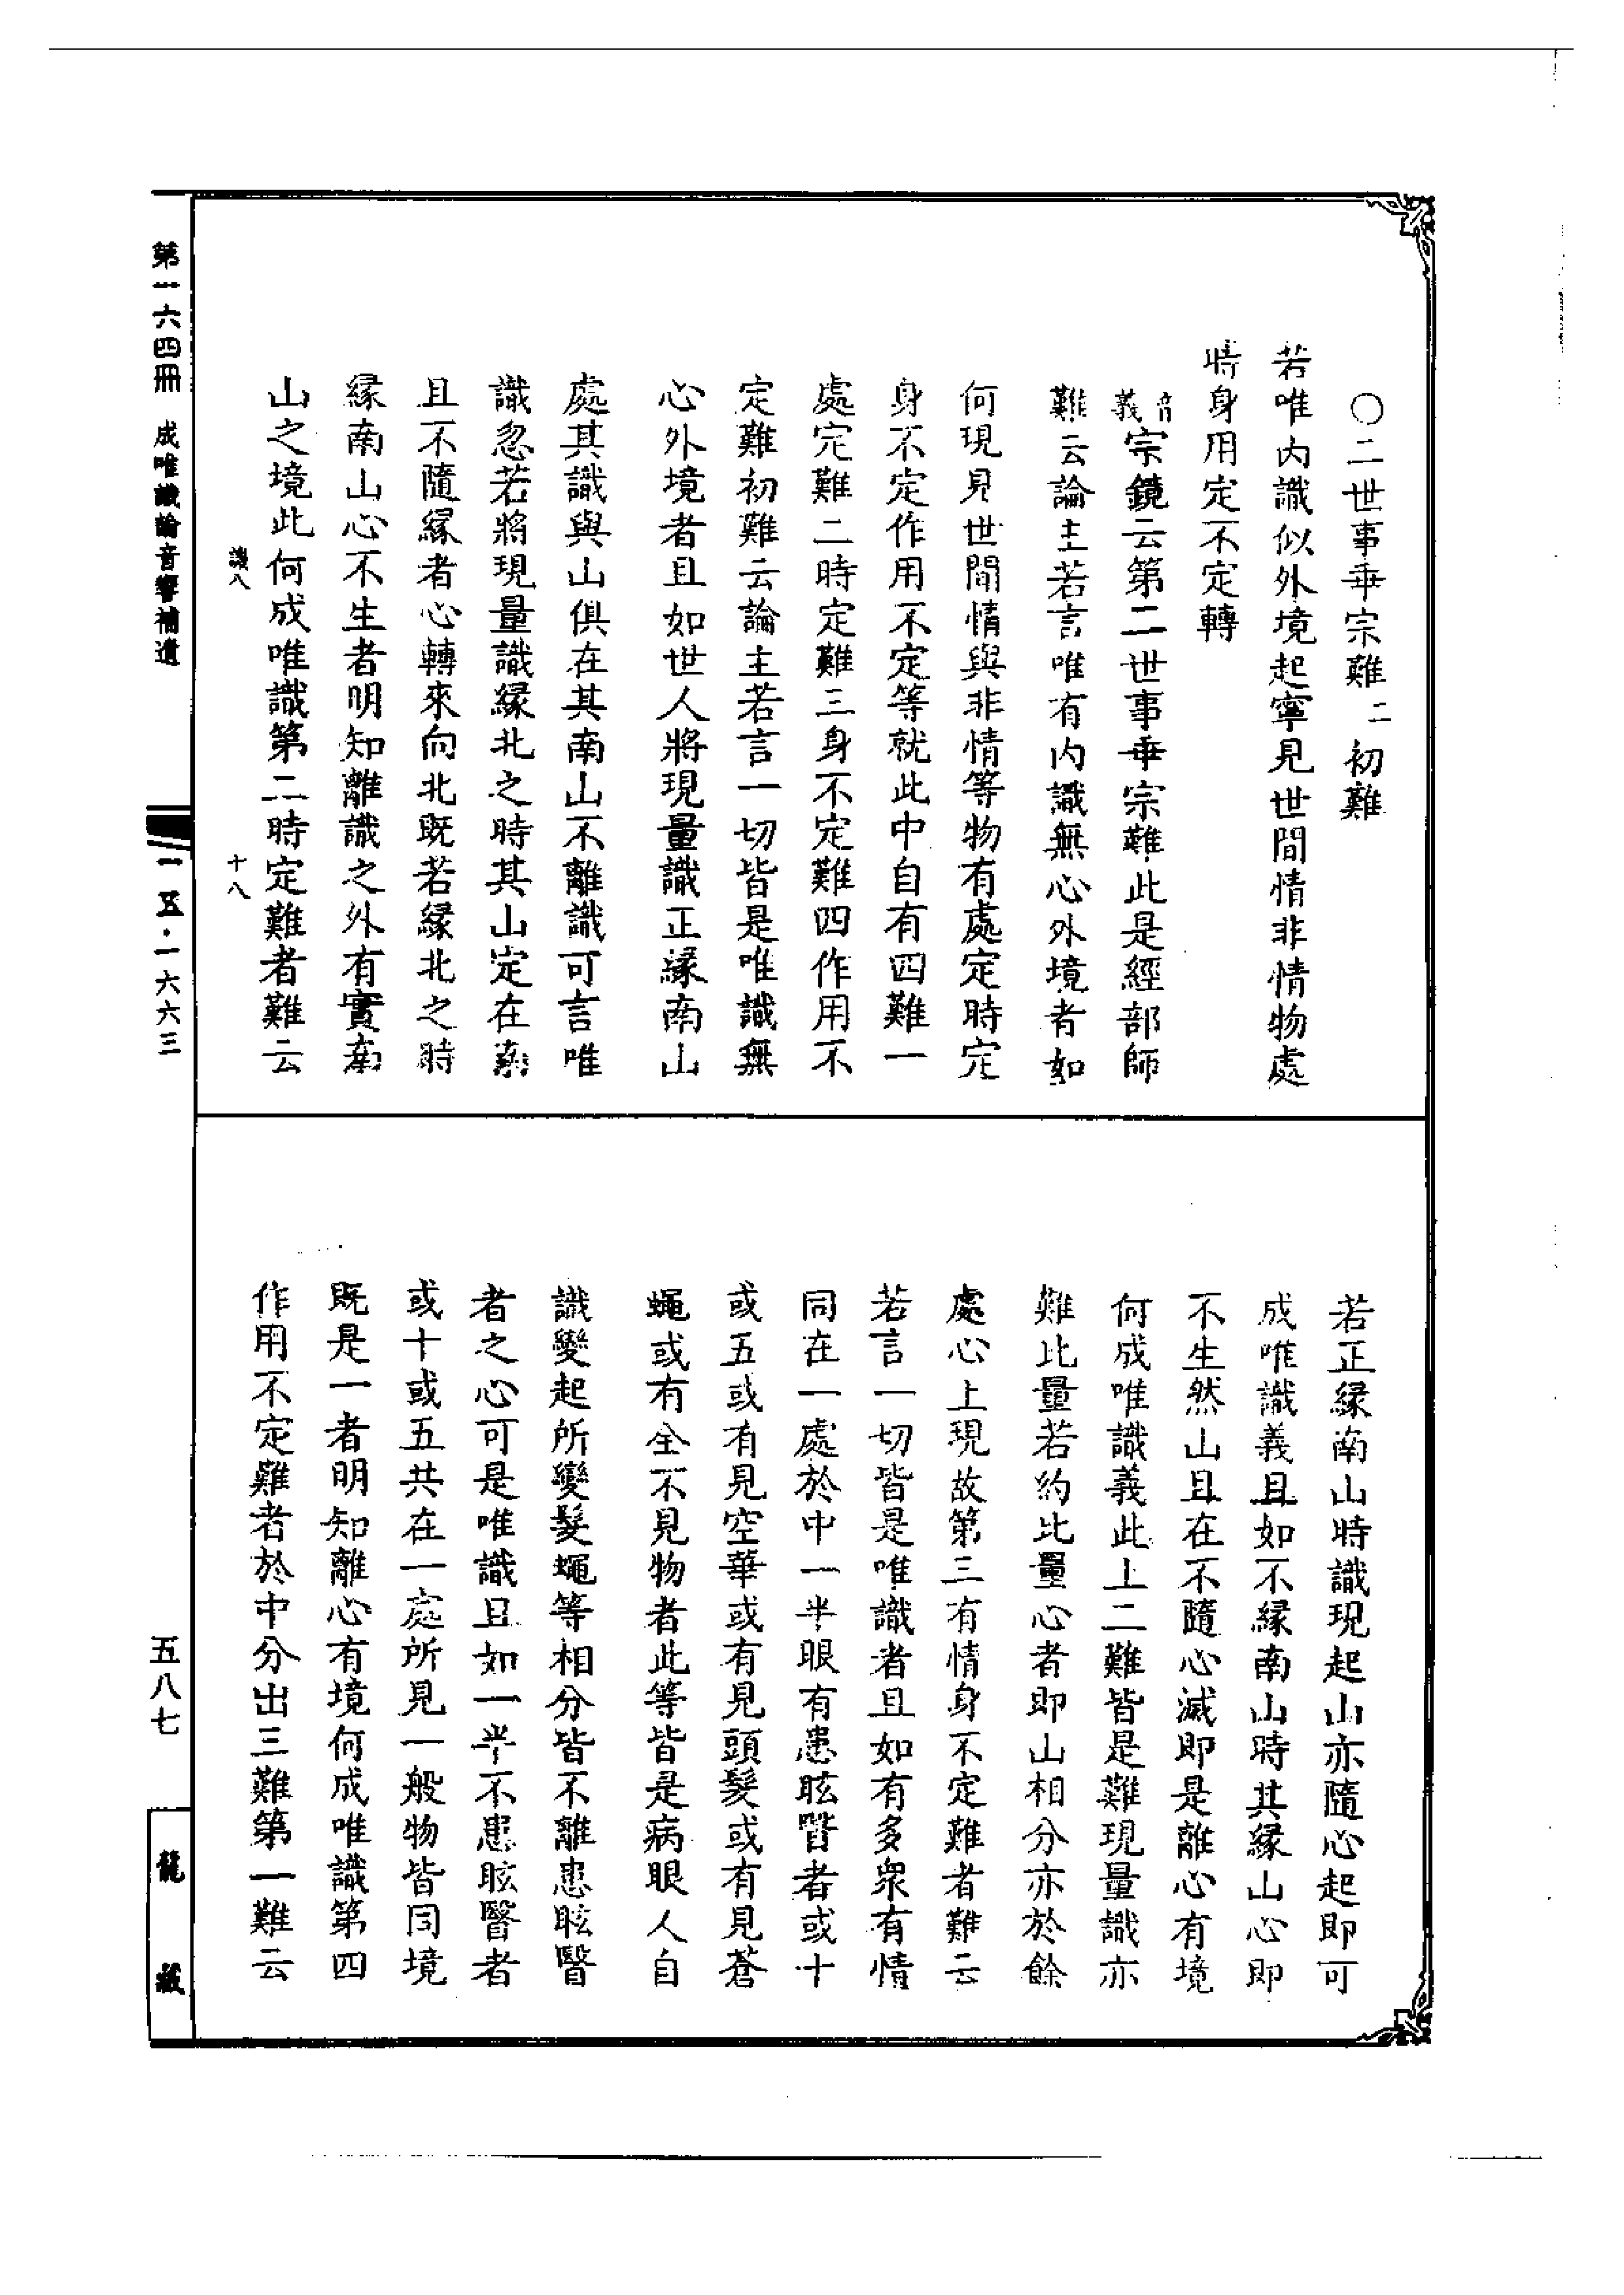 〇二世事乖宗難二初難
若唯內識似外境起寧見世間情非情物處
時身用定不定轉
音義宗鏡云第二世事乖宗難此是經部師
難云論主若言唯有內識無心外境者如
何現見世間情與非情等物有處定時定
身不定作用不定等就此中自有四難一
處定難二時定難三身不定難四作用不
定難初難云論主若言一切皆是唯識無
心外境者且如世人將現量識正緣南山
處其識與山俱在其南山不離識可言唯
識忽若將現量識緣北之時其山定在南
且不隨緣者心轉來向北既若緣北之時
緣南山心不生者明知離識之外有實南
山之境此何成唯識第二時定難者難云
識八
十八
若正緣南山時識現起山亦隨心起即可
成唯識義且如不緣南山時其緣山心即
不生然山且在不隨心滅即是離心有境
何成唯識義此上二難皆是難現量識亦
難比量若約比量心者即山相分亦於餘
處心上現故第三有情身不定難者難云
若言一切皆是唯識者且如有多衆有情
同在一處於中一半眼有患眩瞖者或十
或五或有見空華或有見頭髮或有見蒼
蠅或有全不見物者此等皆是病眼人自
識變起所變髮蠅等相分皆不離患眩瞖
者之心可是唯識且如一半不患眩瞖者
或十或五共在一處所見一般物皆同境
既是一者明知離心有境何成唯識第四
作用不定難者於中分出三難第一難云
第一六四冊 成唯識論音響補遺
一五·一六六三
五八七
龍藏